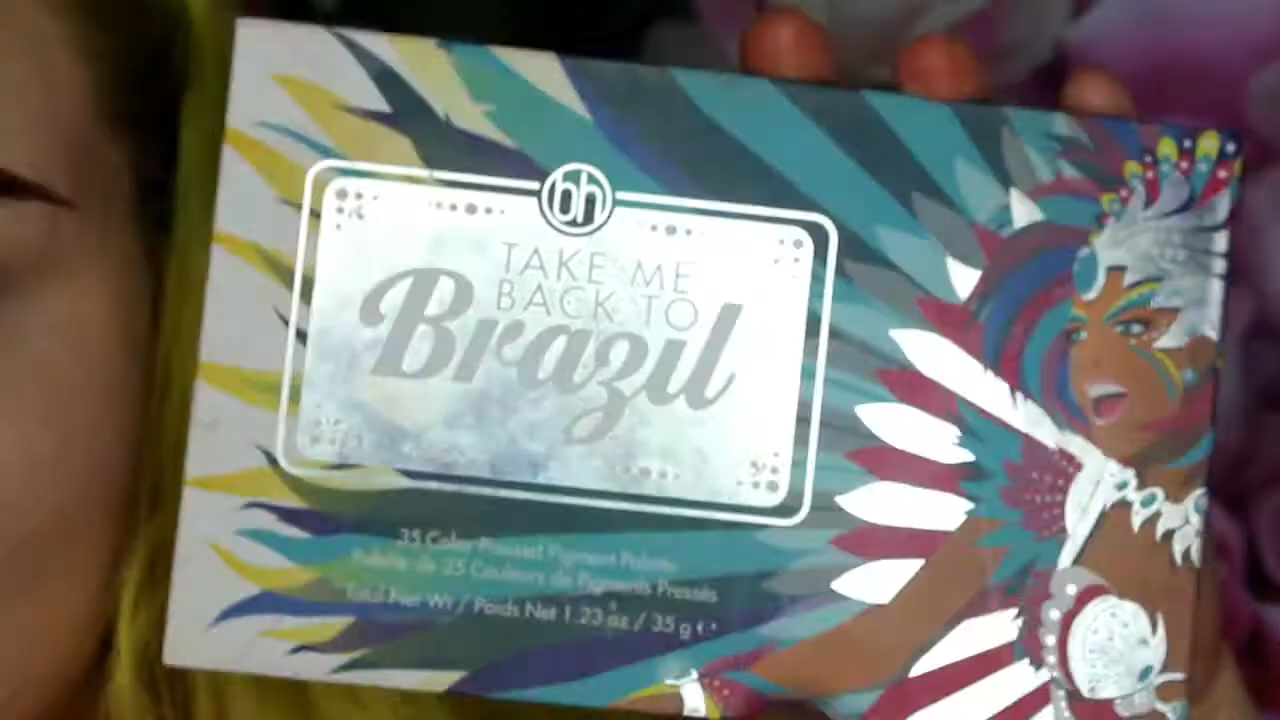 bh
TAKE ME
BACK TO
Brazil
35 Color Pressed Pigment Palette
Palette de 35 Couleurs de Pigments Pressés
Total Net Wt / Poids Net 1.23 oz / 35 g e